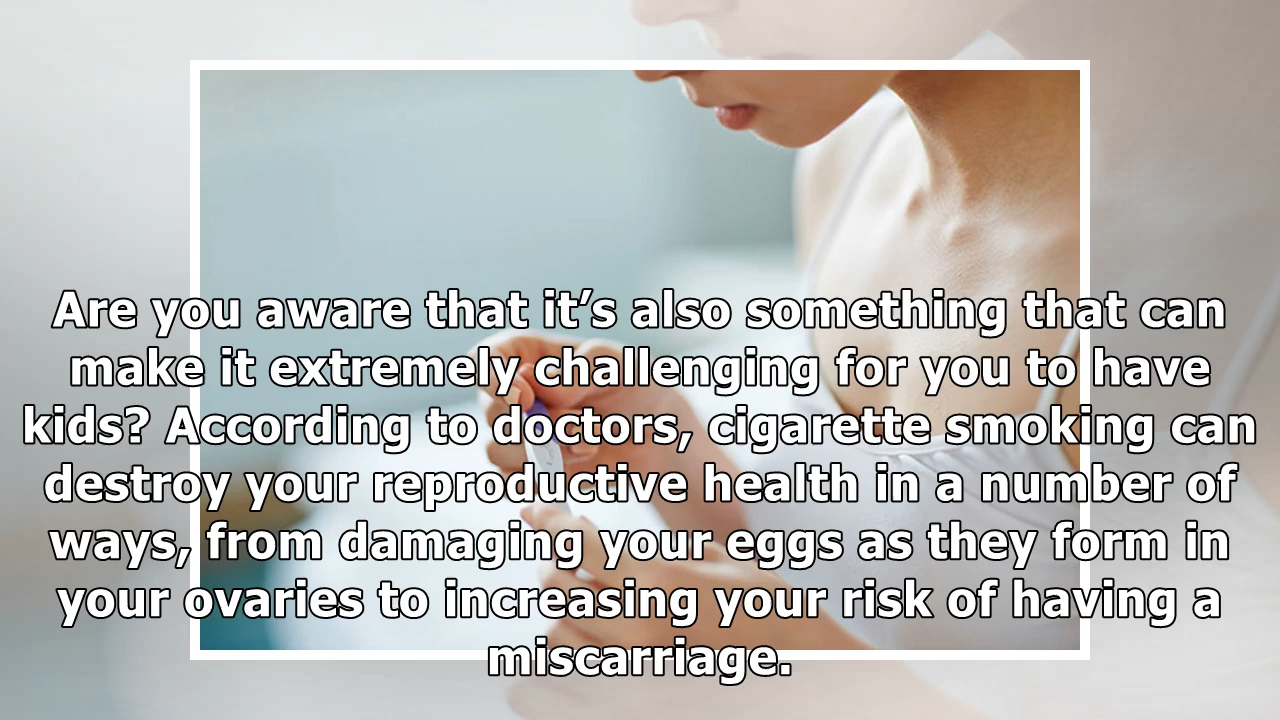 Are you aware that it’s also something that can
make it extremely challenging for you to have
kids? According to doctors, cigarette smoking can
destroy your reproductive health in a number of
ways, from damaging your eggs as they form in
your ovaries to increasing your risk of having a
miscarriage.